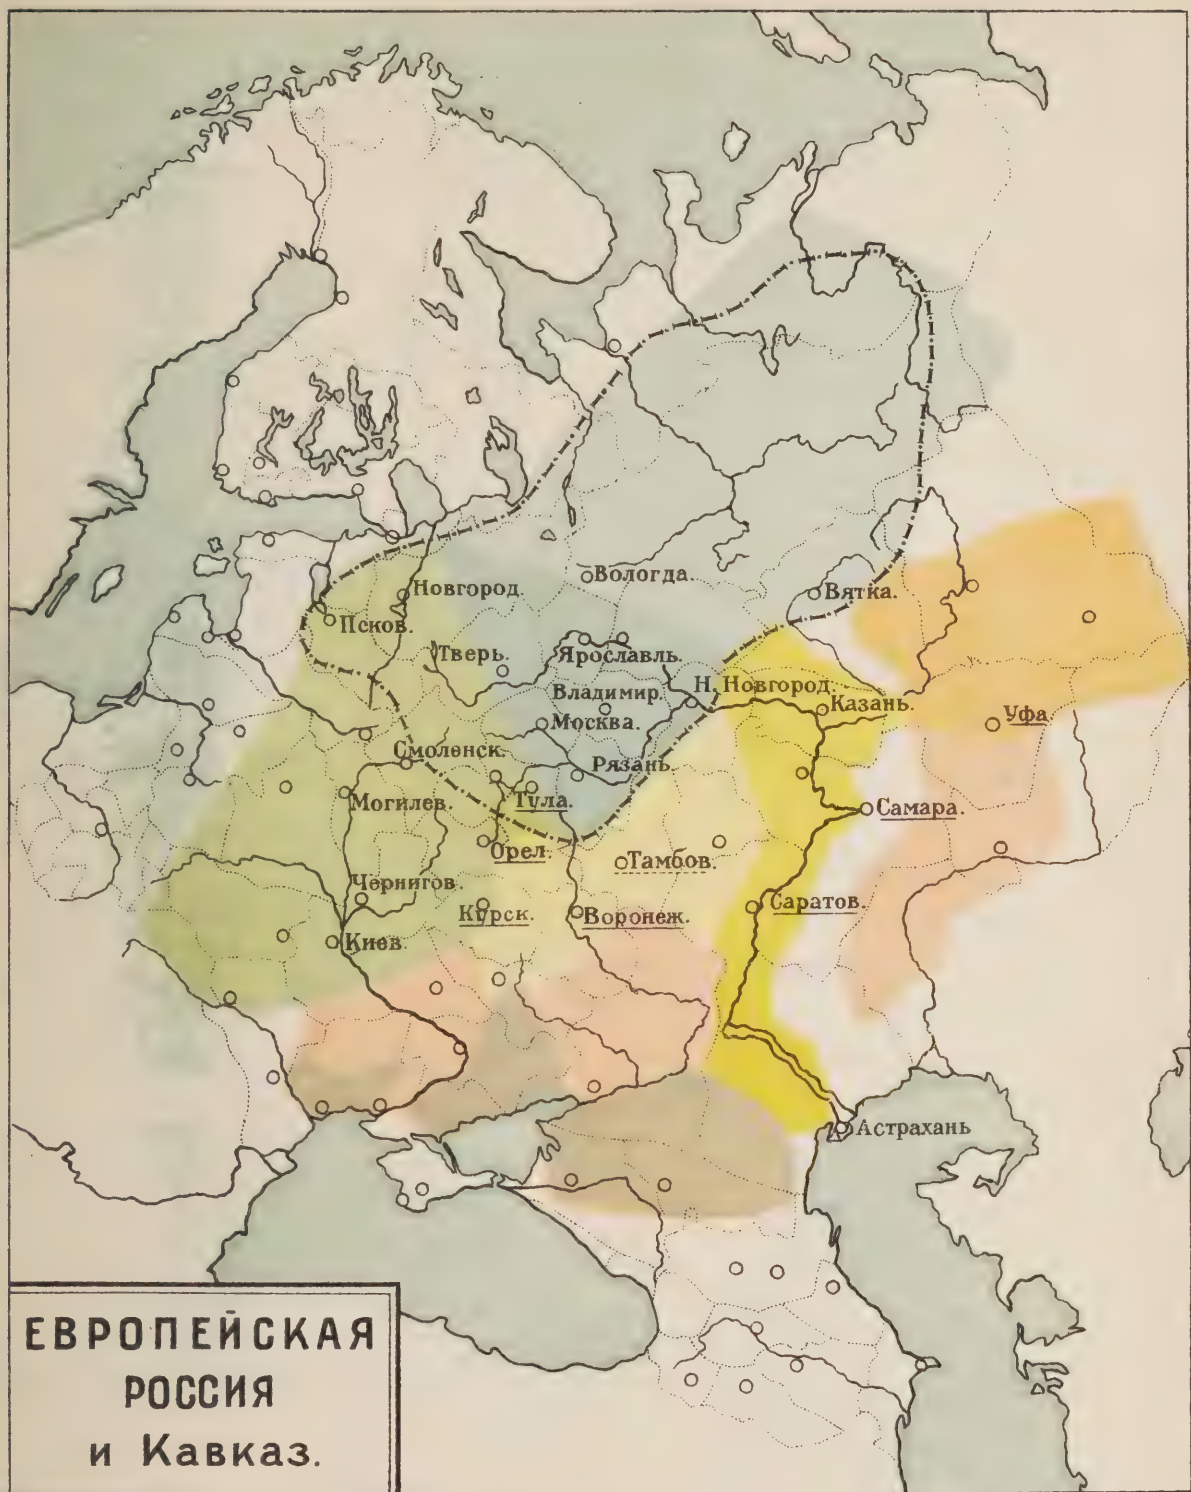 Новгород.
Вологда.
Вятка.
Псков.
Тверь.
Ярославль.
Н. Новгород.
Владимир.
Казань.
Москва.
Уфа
Смоленск.
Рязань.
Могилев.
Тула.
Самара.
Орел.
Тамбов.
Чернигов.
Саратов.
Курск.
Воронеж.
Киев.
Астрахань
ЕВРОПЕЙСКАЯ
РОССИЯ
и Кавказ.